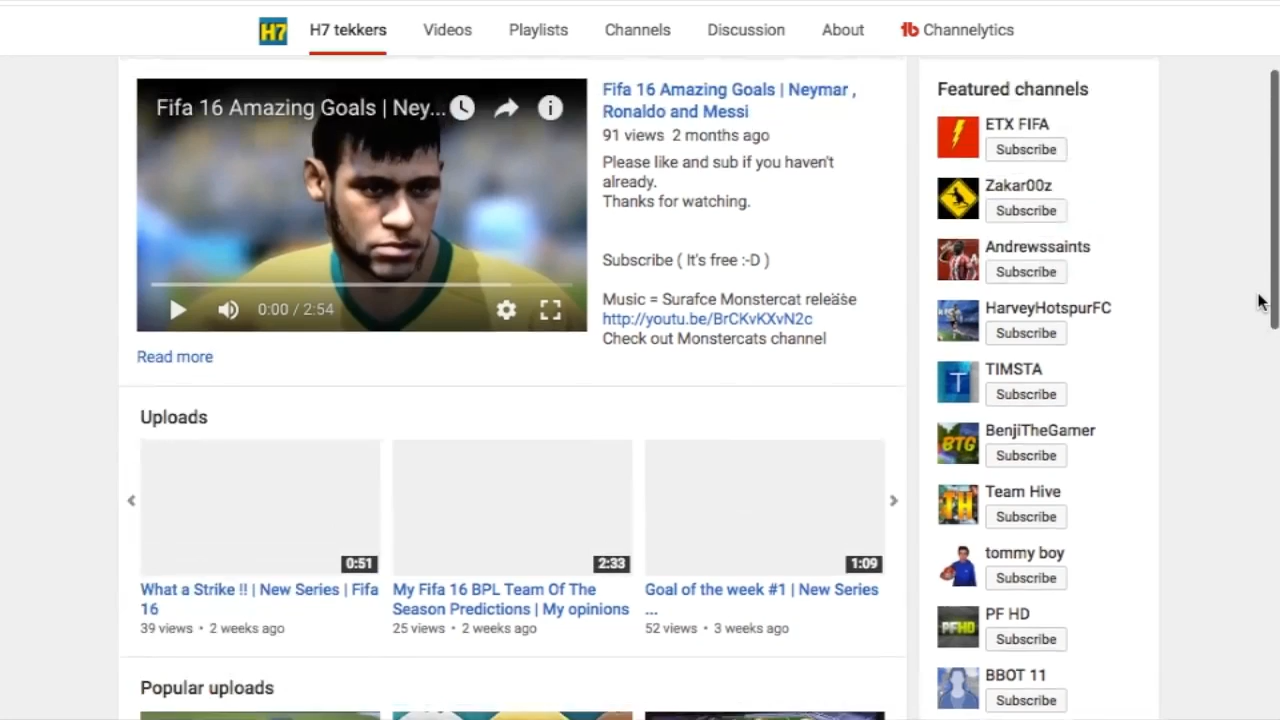 H7 H7 tekkers Videos Playlists Channels Discussion About Channelytics
Fifa 16 Amazing Goals | Ney...
0:00 / 2:54
Read more
Fifa 16 Amazing Goals | Neymar ,
Ronaldo and Messi
91 views 2 months ago
Please like and sub if you haven't
already.
Thanks for watching.
Subscribe ( It's free :-D )
Music = Surafce Monstercat release
http://youtu.be/BrCKvKXvN2c
Check out Monstercats channel
Uploads
0:51
What a Strike !! | New Series | Fifa
16
39 views • 2 weeks ago
2:33
My Fifa 16 BPL Team Of The
Season Predictions | My opinions
25 views • 2 weeks ago
1:09
Goal of the week #1 | New Series
...
52 views • 3 weeks ago
Popular uploads
Featured channels
ETX FIFA
Subscribe
Zakar00z
Subscribe
Andrewssaints
Subscribe
HarveyHotspurFC
Subscribe
T
TIMSTA
Subscribe
BTG
BenjiTheGamer
Subscribe
TH
Team Hive
Subscribe
tommy boy
Subscribe
PFHD
PF HD
Subscribe
BBOT 11
Subscribe